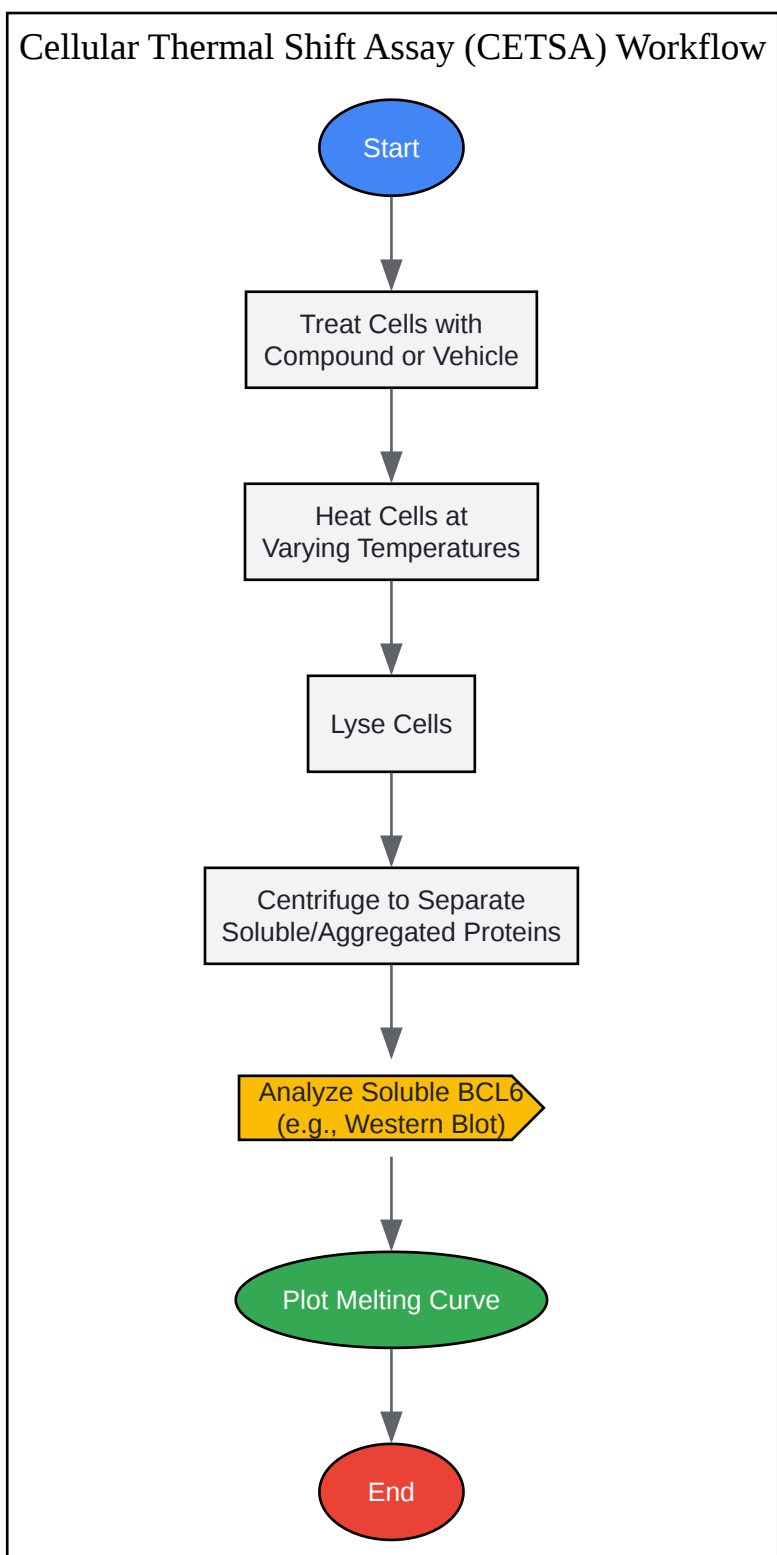 Cellular Thermal Shift Assay (CETSA) Workflow
Start
Treat Cells with
Compound or Vehicle
Heat Cells at
Varying Temperatures
Lyse Cells
Centrifuge to Separate
Soluble/Aggregated Proteins
Analyze Soluble BCL6
(e.g., Western Blot)
Plot Melting Curve
End